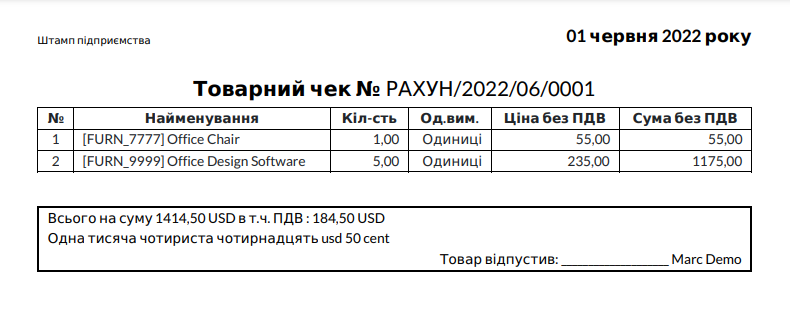 Штамп підприємства
01 червня 2022 року
Товарний чек № РАХУН/2022/06/0001
№ Найменування Кіл-сть Од.вим. Ціна без ПДВ Сума без ПДВ
1 [FURN_7777] Office Chair 1,00 Одиниці 55,00 55,00
2 [FURN_9999] Office Design Software 5,00 Одиниці 235,00 1175,00
Всього на суму 1414,50 USD в т.ч. ПДВ : 184,50 USD
Одна тисяча чотириста чотирнадцять usd 50 cent
Товар відпустив: ___________________ Marc Demo